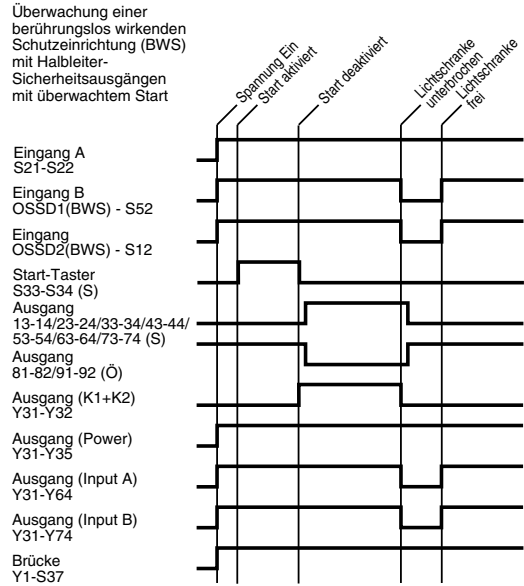 Überwachung einer
berührungslos wirkenden
Schutzeinrichtung (BWS)
mit Halbleiter-
Sicherheitsausgängen
mit überwachtem Start
Spannung Ein
Start aktiviert
Start deaktiviert
Lichtschranke
unterbrochen
Lichtschranke
frei
Eingang A
S21-S22
Eingang B
OSSD1(BWS) - S52
Eingang
OSSD2(BWS) - S12
Start-Taster
S33-S34 (S)
Ausgang
13-14/23-24/33-34/43-44/
53-54/63-64/73-74 (S)
Ausgang
81-82/91-92 (Ö)
Ausgang (K1+K2)
Y31-Y32
Ausgang (Power)
Y31-Y35
Ausgang (Input A)
Y31-Y64
Ausgang (Input B)
Y31-Y74
Brücke
Y1-S37